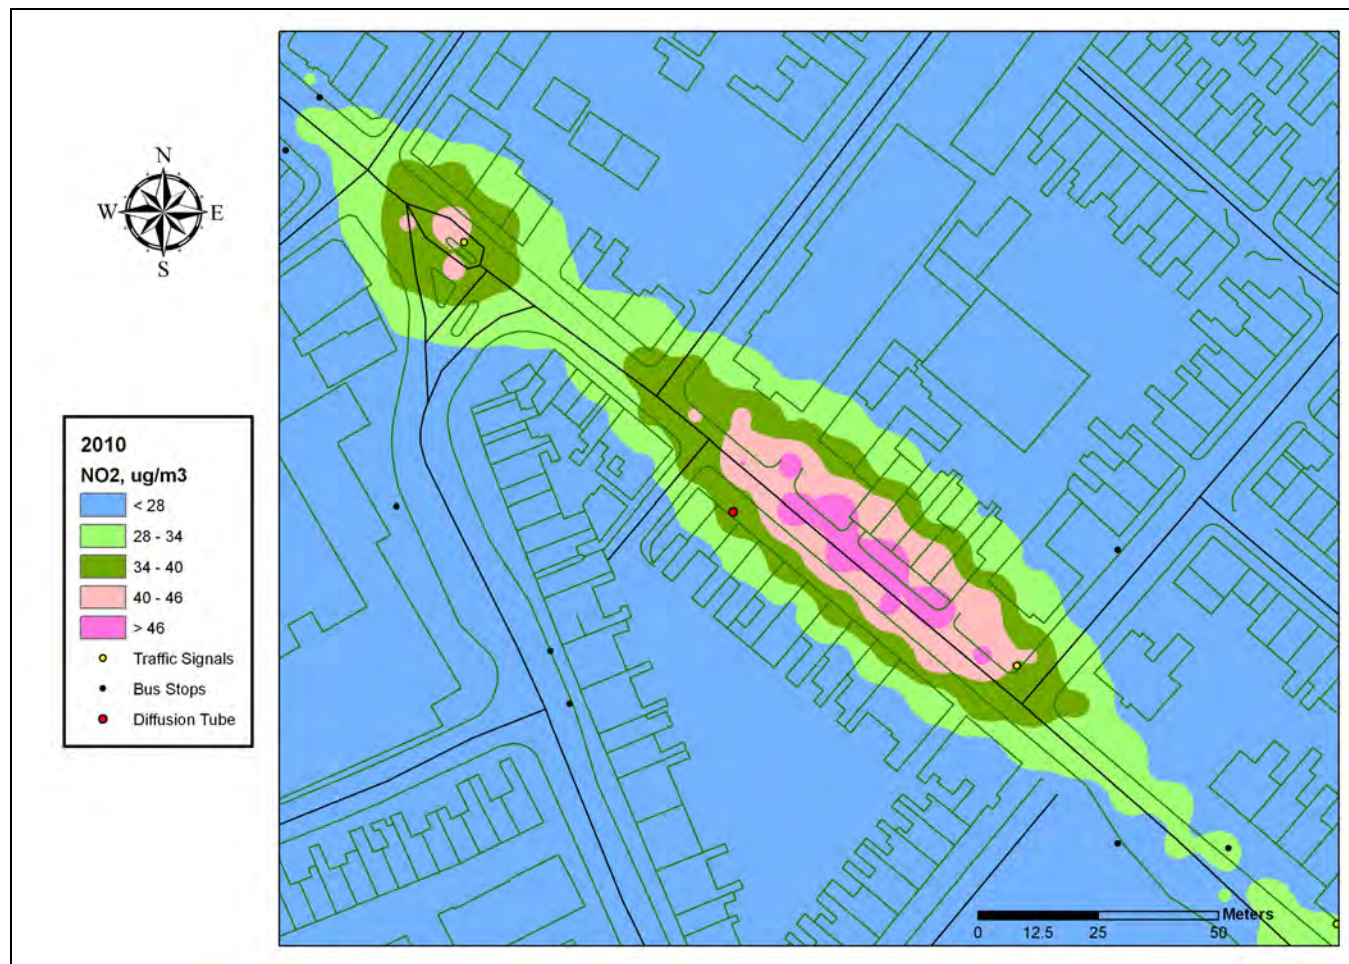 N
W E
S
2010
NO2, ug/m3
< 28
28 - 34
34 - 40
40 - 46
> 46
Traffic Signals
Bus Stops
Diffusion Tube
Meters
0 12.5 25 50